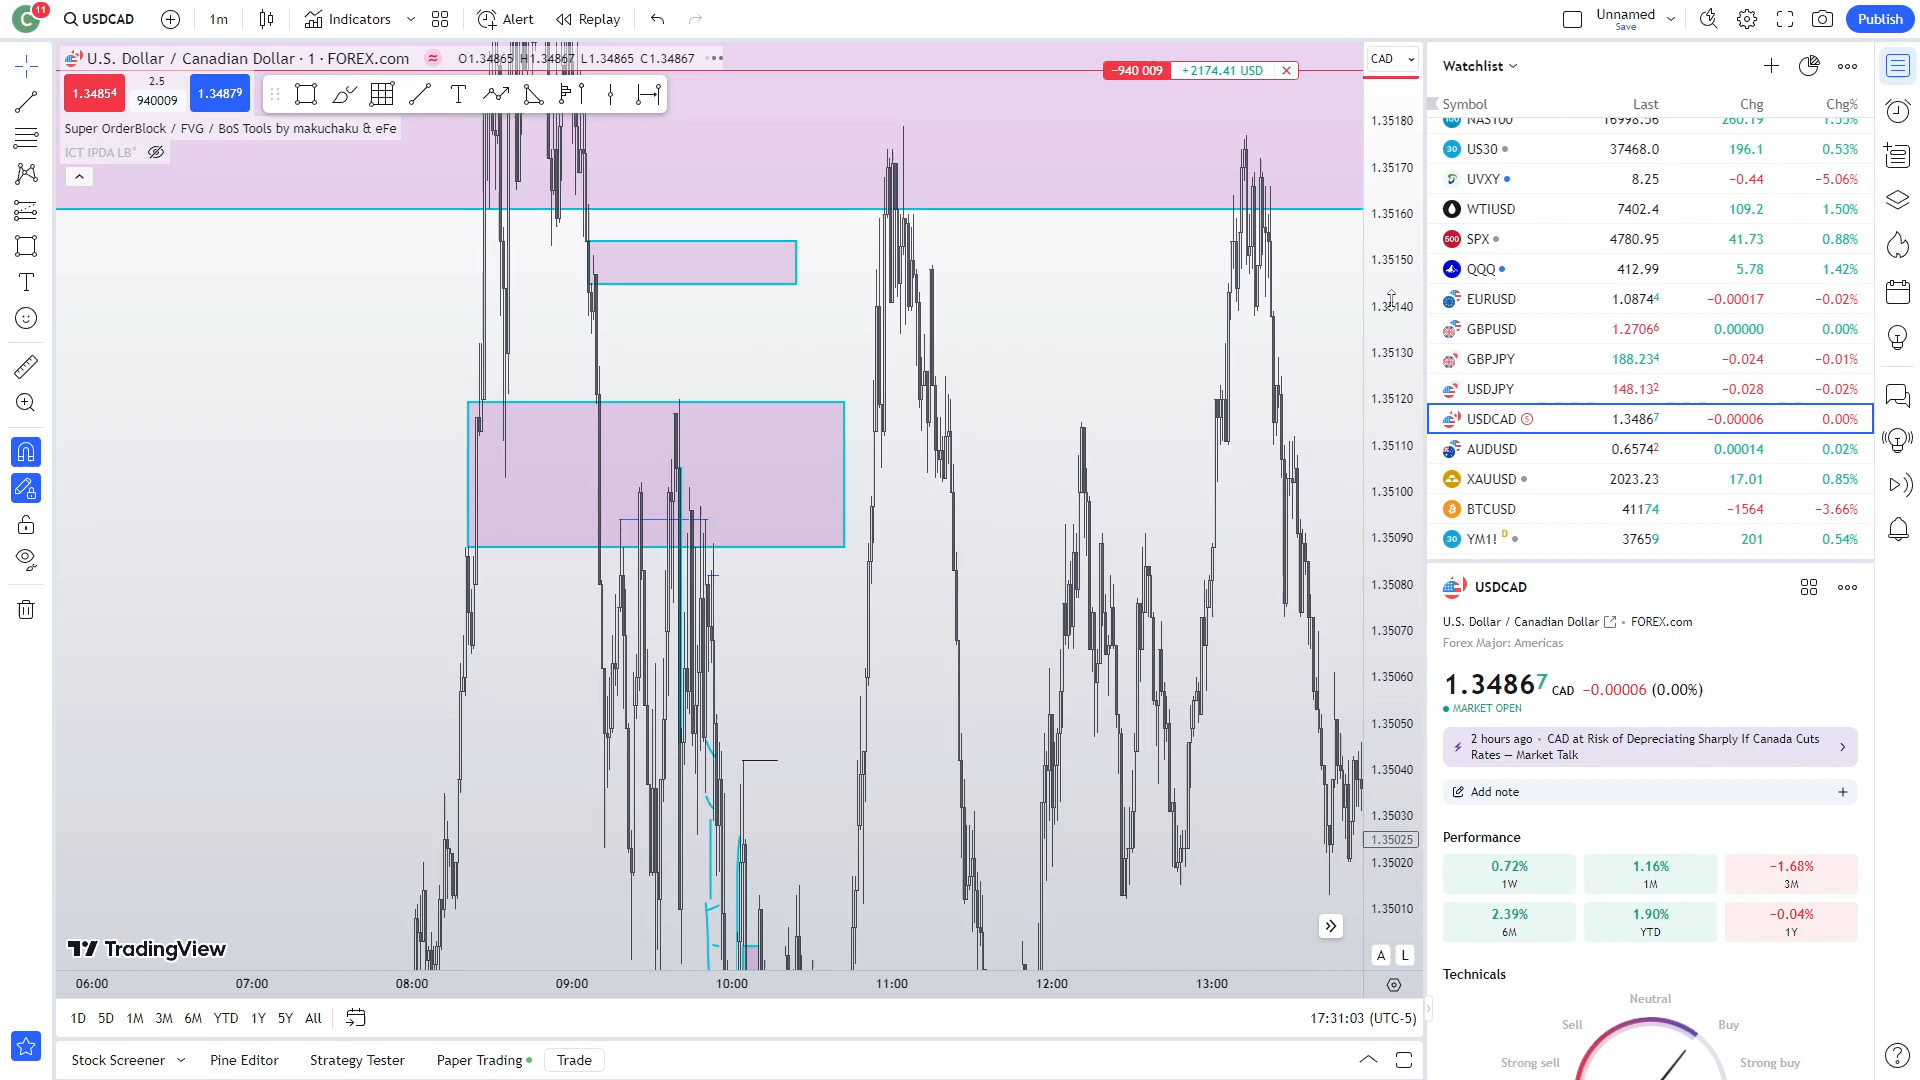 C
11
USDCAD
1m
Indicators
Alert
Replay
Unnamed
Save
Publish
U.S. Dollar / Canadian Dollar · 1 · FOREX.com
O1.34865 H1.34867 L1.34865 C1.34867
CAD
−940 009
+2174.41 USD
1.34854
2.5
940009
1.34879
Super OrderBlock / FVG / BoS Tools by makuchaku & eFe
ICT IPDA LB°
1.35180
1.35170
1.35160
1.35150
1.35140
1.35130
1.35120
1.35110
1.35100
1.35090
1.35080
1.35070
1.35060
1.35050
1.35040
1.35030
1.35025
1.35020
1.35010
A L
TradingView
06:00 07:00 08:00 09:00 10:00 11:00 12:00 13:00
1D 5D 1M 3M 6M YTD 1Y 5Y All
17:31:03 (UTC-5)
Stock Screener Pine Editor Strategy Tester Paper Trading Trade
Watchlist
Symbol Last Chg Chg%
NAS100 16998.56 260.19 1.55%
30 US30 37468.0 196.1 0.53%
UVXY 8.25 −0.44 −5.06%
WTIUSD 7402.4 109.2 1.50%
500 SPX 4780.95 41.73 0.88%
QQQ 412.99 5.78 1.42%
EURUSD 1.08744 −0.00017 −0.02%
GBPUSD 1.27066 0.00000 0.00%
GBPJPY 188.234 −0.024 −0.01%
USDJPY 148.132 −0.028 −0.02%
USDCAD S 1.34867 −0.00006 0.00%
AUDUSD 0.65742 0.00014 0.02%
XAUUSD 2023.23 17.01 0.85%
BTCUSD 41174 −1564 −3.66%
30 YM1! D 37659 201 0.54%
USDCAD
U.S. Dollar / Canadian Dollar • FOREX.com
Forex Major: Americas
1.34867 CAD −0.00006 (0.00%)
MARKET OPEN
2 hours ago • CAD at Risk of Depreciating Sharply If Canada Cuts
Rates — Market Talk
Add note
Performance
0.72% 1.16% −1.68%
1W 1M 3M
2.39% 1.90% −0.04%
6M YTD 1Y
Technicals
Neutral
Sell Buy
Strong sell Strong buy